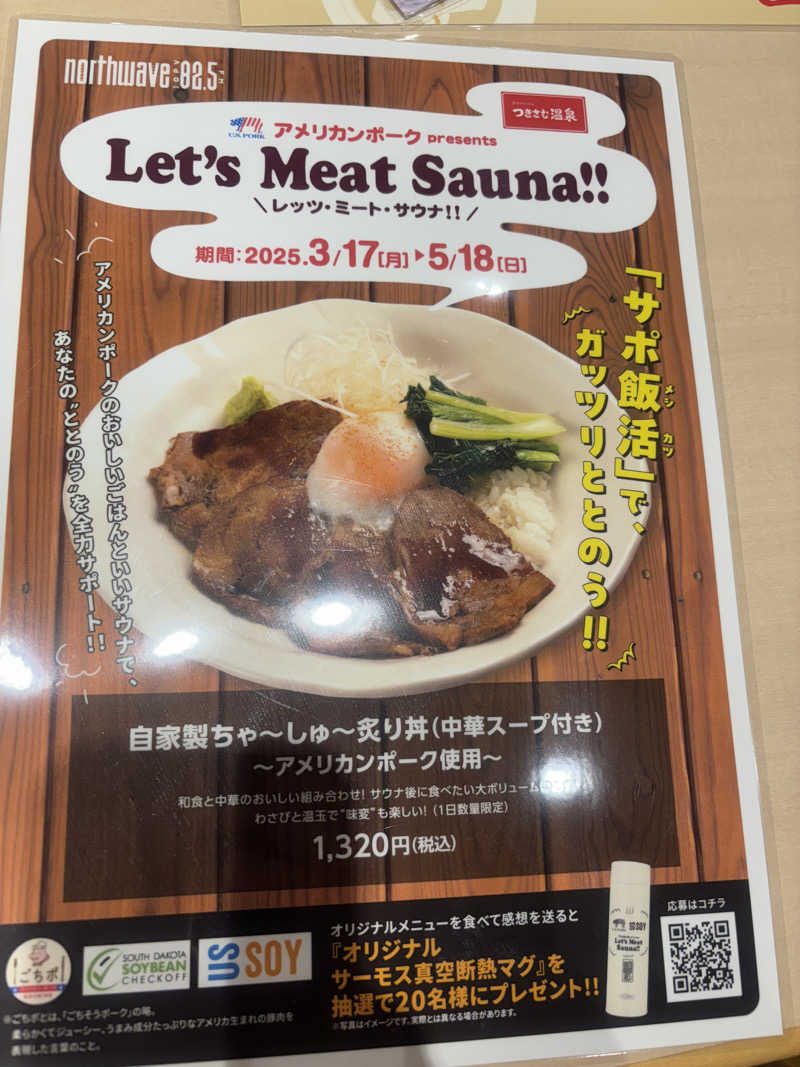 northwave 82.5 FM
つきさむ温泉
U.S. PORK アメリカンポーク presents
Let's Meat Sauna!!
\レッツ・ミート・サウナ!!/
期間:2025.3/17[月]▶5/18[日]
「サポ飯活」で、
メシ カツ
ガッツリととのう!!
アメリカンポークのおいしいごはんといいサウナで、
あなたの"ととのう"を全力サポート!!
自家製ちゃ〜しゅ〜炙り丼(中華スープ付き)
〜アメリカンポーク使用〜
和食と中華のおいしい組み合わせ! サウナ後に食べたい大ボリューム
わさびと温玉で"味変"も楽しい! (1日数量限定)
1,320円(税込)
オリジナルメニューを食べて感想を送ると
『オリジナル
サーモス真空断熱マグ』を
抽選で20名様にプレゼント!!
※写真はイメージです。実際とは異なる場合があります。
応募はコチラ
Let's Meat
Sauna!!
ごちポ
SOUTH DAKOTA
SOYBEAN
CHECKOFF
US SOY
※ごちポとは、「ごちそうポーク」の略。
柔らかくてジューシー、うまみ成分たっぷりなアメリカ生まれの豚肉を
表現した言葉のこと。